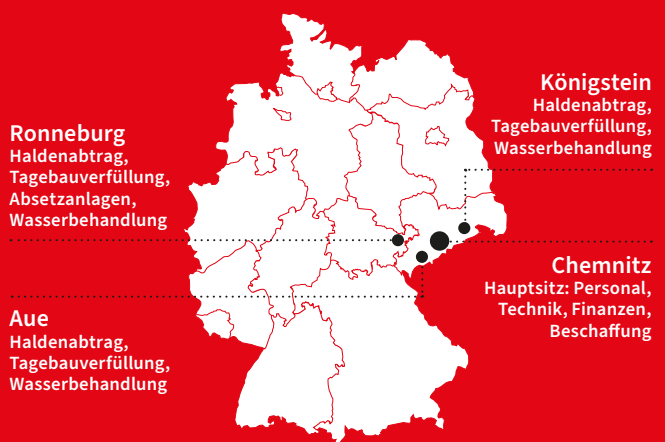 Ronneburg
Haldenabtrag,
Tagebauverfüllung,
Absetzanlagen,
Wasserbehandlung
Aue
Haldenabtrag,
Tagebauverfüllung,
Wasserbehandlung
Königstein
Haldenabtrag,
Tagebauverfüllung,
Wasserbehandlung
Chemnitz
Hauptsitz: Personal,
Technik, Finanzen,
Beschaffung